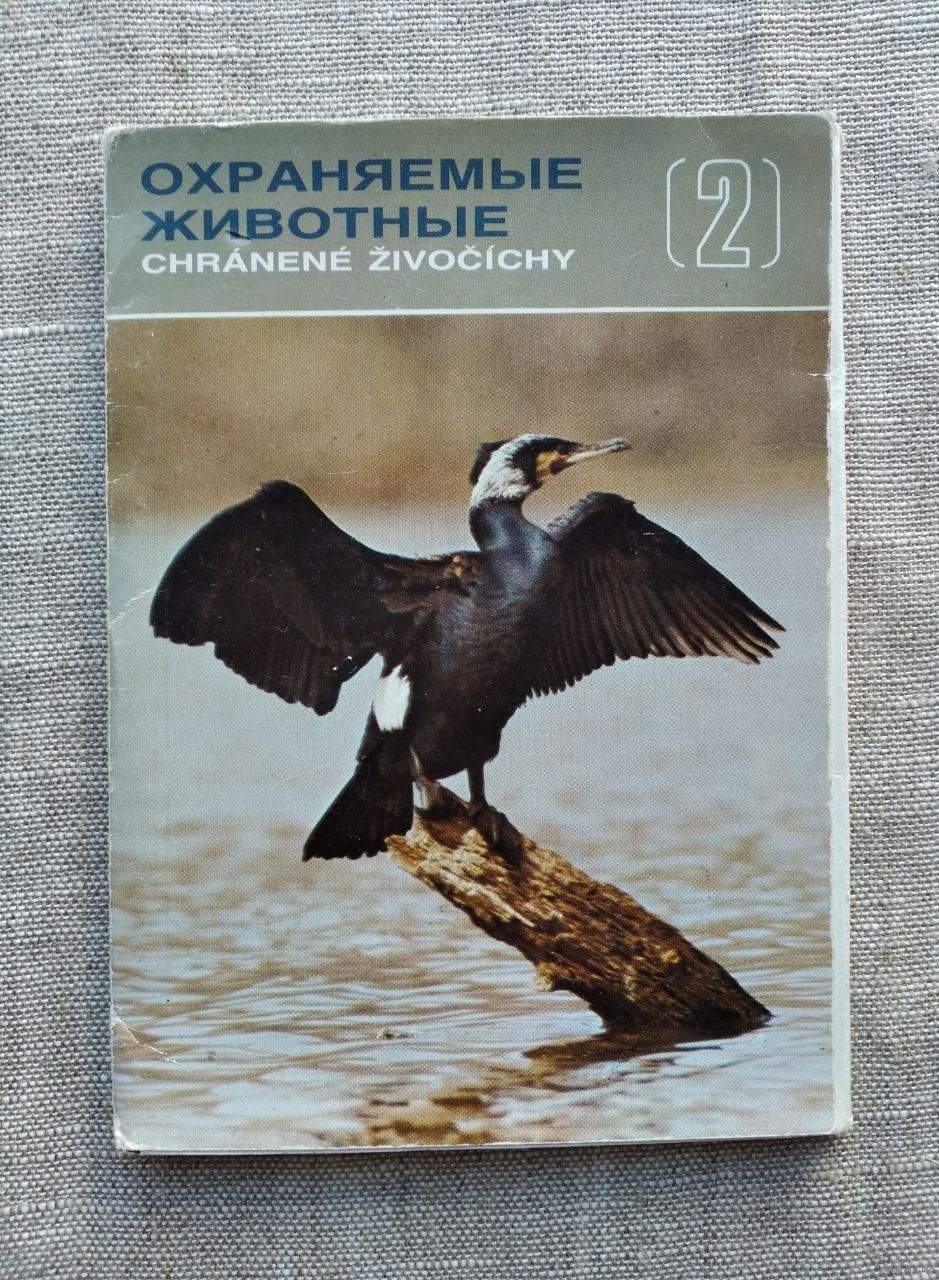 ОХРАНЯЕМЫЕ
ЖИВОТНЫЕ
CHRÁNENÉ ŽIVOČÍCHY
(2)